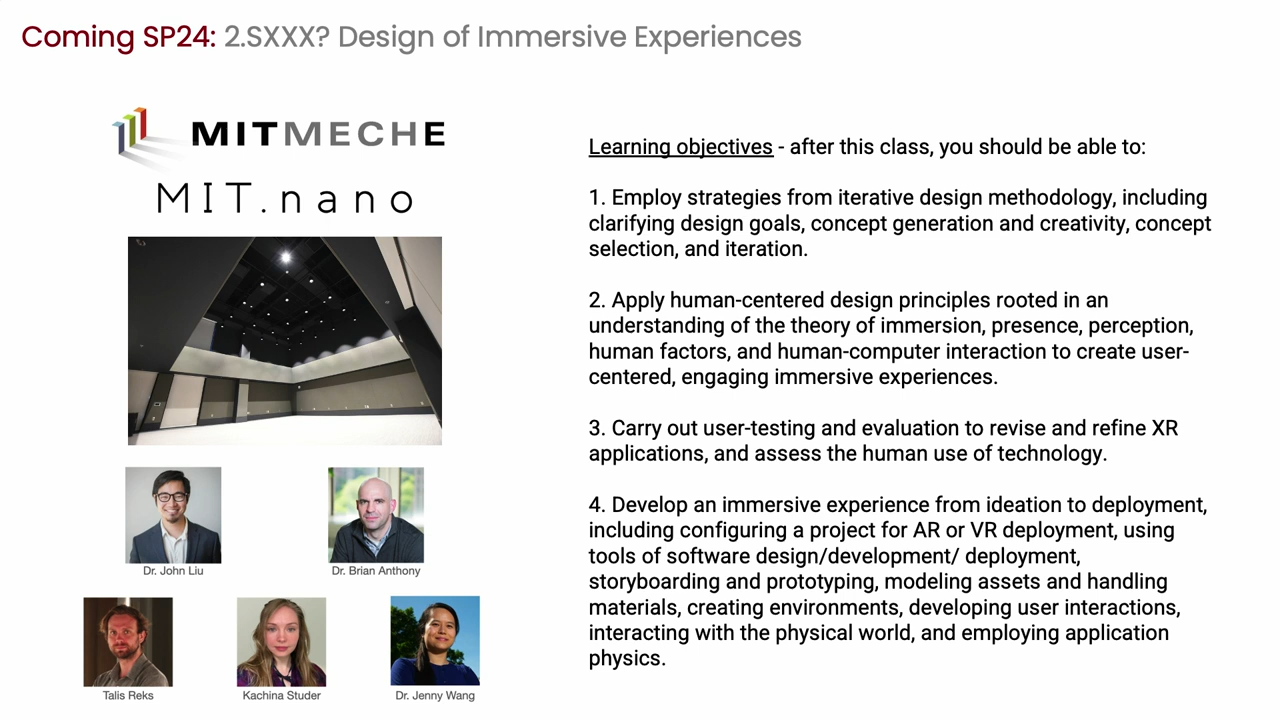 Coming SP24: 2.SXXX? Design of Immersive Experiences
MITMECHE
MIT.nano
Dr. John Liu
Dr. Brian Anthony
Talis Reks
Kachina Studer
Dr. Jenny Wang
Learning objectives - after this class, you should be able to:
1. Employ strategies from iterative design methodology, including
clarifying design goals, concept generation and creativity, concept
selection, and iteration.
2. Apply human-centered design principles rooted in an
understanding of the theory of immersion, presence, perception,
human factors, and human-computer interaction to create user-
centered, engaging immersive experiences.
3. Carry out user-testing and evaluation to revise and refine XR
applications, and assess the human use of technology.
4. Develop an immersive experience from ideation to deployment,
including configuring a project for AR or VR deployment, using
tools of software design/development/ deployment,
storyboarding and prototyping, modeling assets and handling
materials, creating environments, developing user interactions,
interacting with the physical world, and employing application
physics.